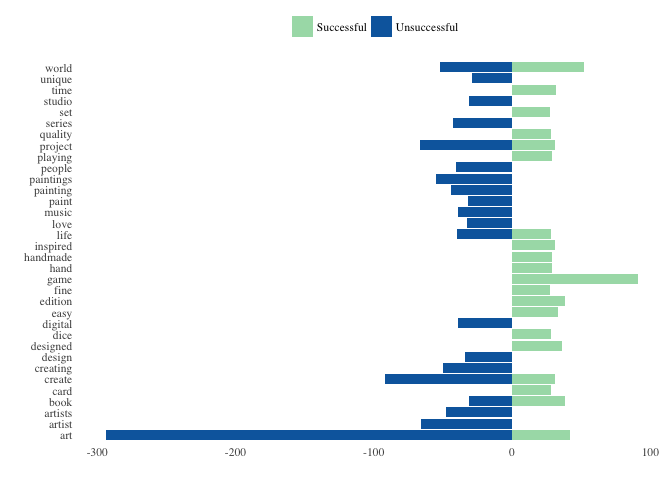 Successful Unsuccessful
world
unique
time
studio
set
series
quality
project
playing
people
paintings
painting
paint
music
love
life
inspired
handmade
hand
game
fine
edition
easy
digital
dice
designed
design
creating
create
card
book
artists
artist
art
-300 -200 -100 0 100